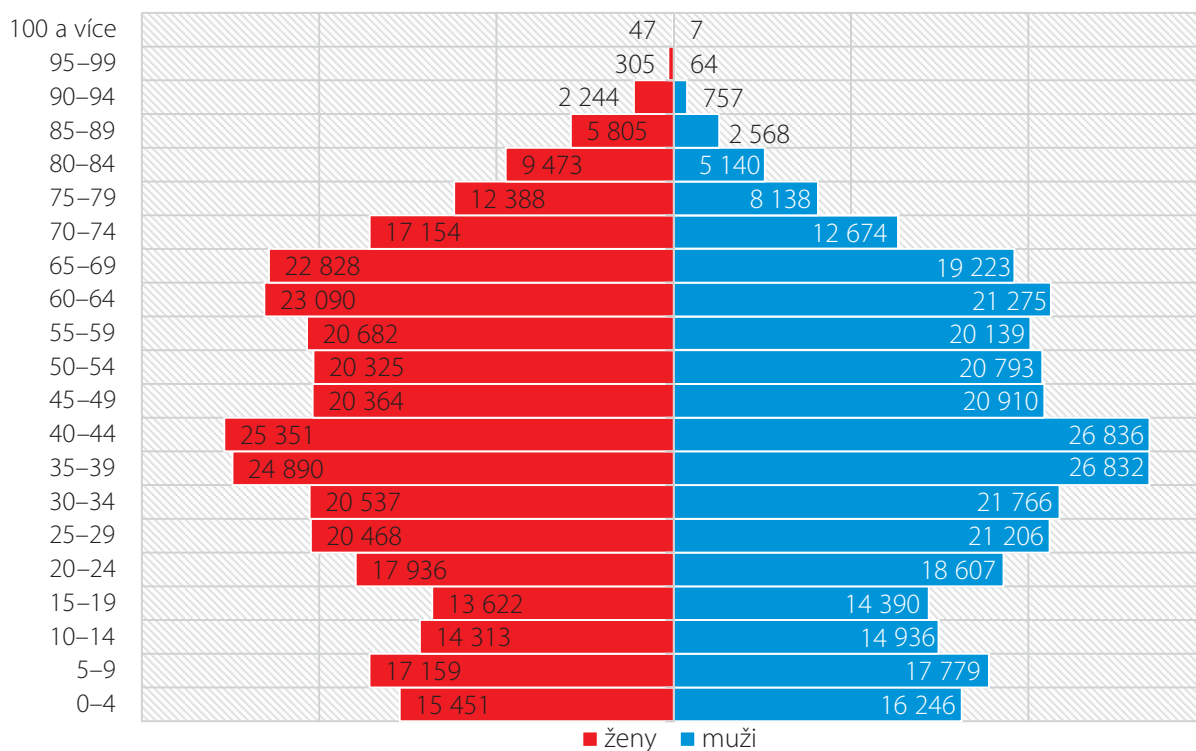 100 a více 47 7
95–99 305 64
90–94 2 244 757
85–89 5 805 2 568
80–84 9 473 5 140
75–79 12 388 8 138
70–74 17 154 12 674
65–69 22 828 19 223
60–64 23 090 21 275
55–59 20 682 20 139
50–54 20 325 20 793
45–49 20 364 20 910
40–44 25 351 26 836
35–39 24 890 26 832
30–34 20 537 21 766
25–29 20 468 21 206
20–24 17 936 18 607
15–19 13 622 14 390
10–14 14 313 14 936
5–9 17 159 17 779
0–4 15 451 16 246
ženy muži